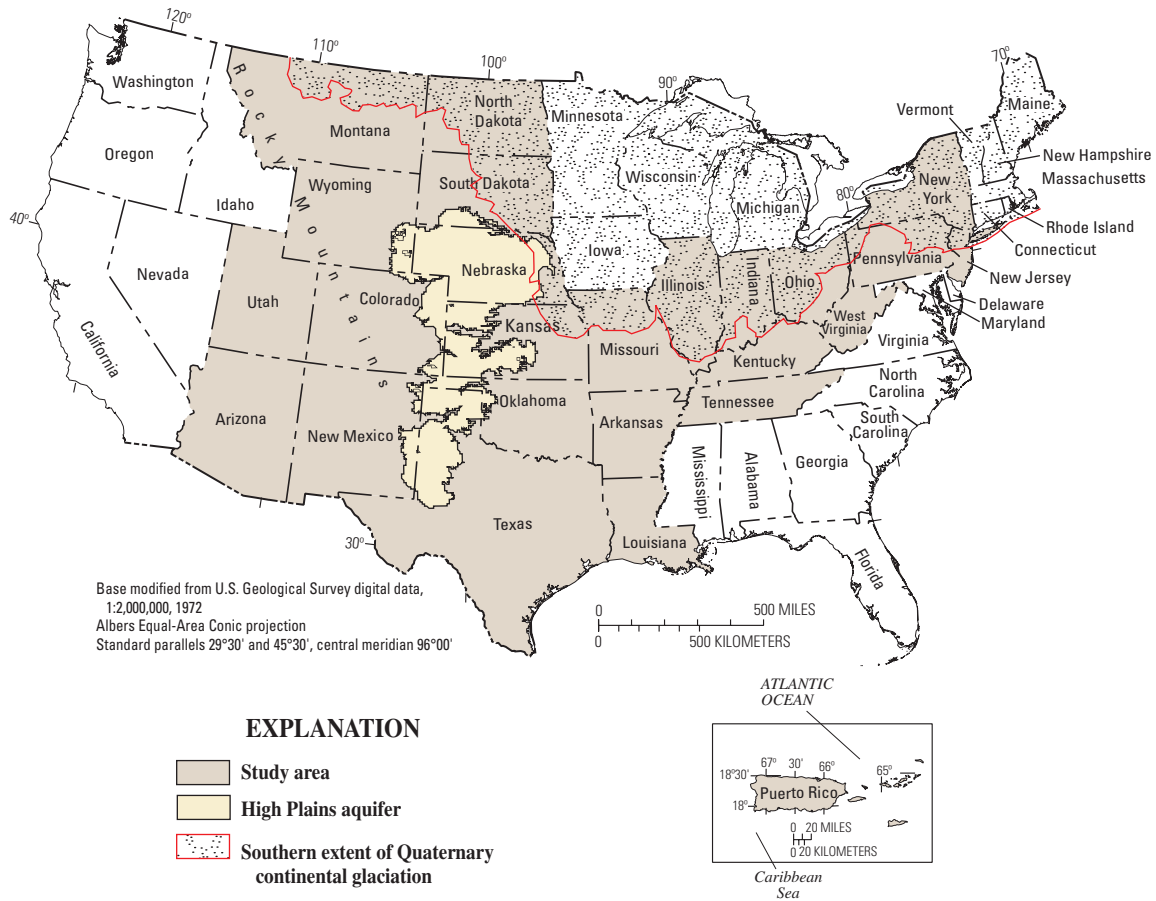 120°
110°
100°
90°
70°
80°
40°
30°
Washington
Oregon
Idaho
Nevada
California
Rocky Mountains
Montana
Wyoming
Utah
Colorado
Arizona
New Mexico
North
Dakota
South Dakota
Nebraska
Kansas
Oklahoma
Texas
Minnesota
Iowa
Missouri
Arkansas
Louisiana
Wisconsin
Michigan
Illinois
Indiana
Ohio
Kentucky
Tennessee
Mississippi
Alabama
Georgia
Florida
South
Carolina
North
Carolina
Virginia
West
Virginia
Pennsylvania
New
York
Vermont
Maine
New Hampshire
Massachusetts
Rhode Island
Connecticut
New Jersey
Delaware
Maryland
Base modified from U.S. Geological Survey digital data,
1:2,000,000, 1972
Albers Equal-Area Conic projection
Standard parallels 29°30' and 45°30', central meridian 96°00'
0 500 MILES
0 500 KILOMETERS
EXPLANATION
Study area
High Plains aquifer
Southern extent of Quaternary
continental glaciation
ATLANTIC
OCEAN
67° 30' 66° 65°
18°30'
Puerto Rico
18°
0 20 MILES
0 20 KILOMETERS
Caribbean
Sea